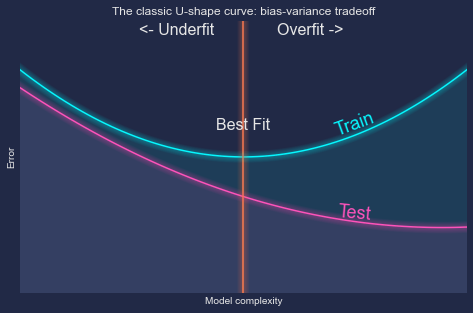 The classic U-shape curve: bias-variance tradeoff
<- Underfit
Overfit ->
Best Fit
Train
Test
Error
Model complexity